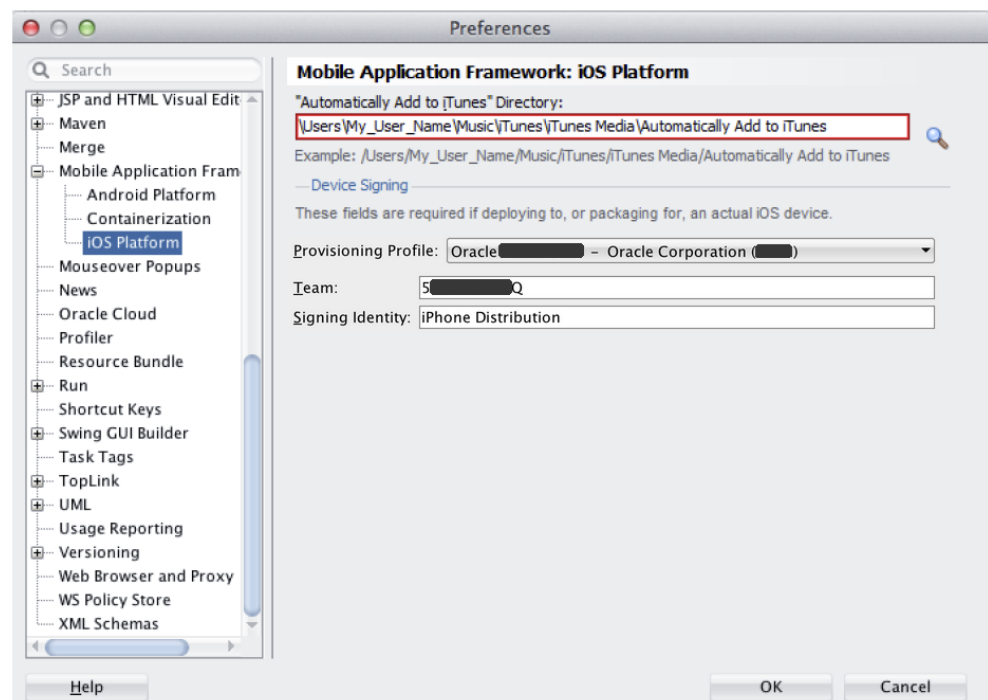 Preferences
Search
JSP and HTML Visual Edit
Maven
Merge
Mobile Application Fram
Android Platform
Containerization
iOS Platform
Mouseover Popups
News
Oracle Cloud
Profiler
Resource Bundle
Run
Shortcut Keys
Swing GUI Builder
Task Tags
TopLink
UML
Usage Reporting
Versioning
Web Browser and Proxy
WS Policy Store
XML Schemas
Mobile Application Framework: iOS Platform
"Automatically Add to iTunes" Directory:
\Users\My_User_Name\Music\iTunes\iTunes Media\Automatically Add to iTunes
Example: /Users/My_User_Name/Music/iTunes/iTunes Media/Automatically Add to iTunes
Device Signing
These fields are required if deploying to, or packaging for, an actual iOS device.
Provisioning Profile: Oracle – Oracle Corporation ( )
Team: 5 Q
Signing Identity: iPhone Distribution
Help OK Cancel